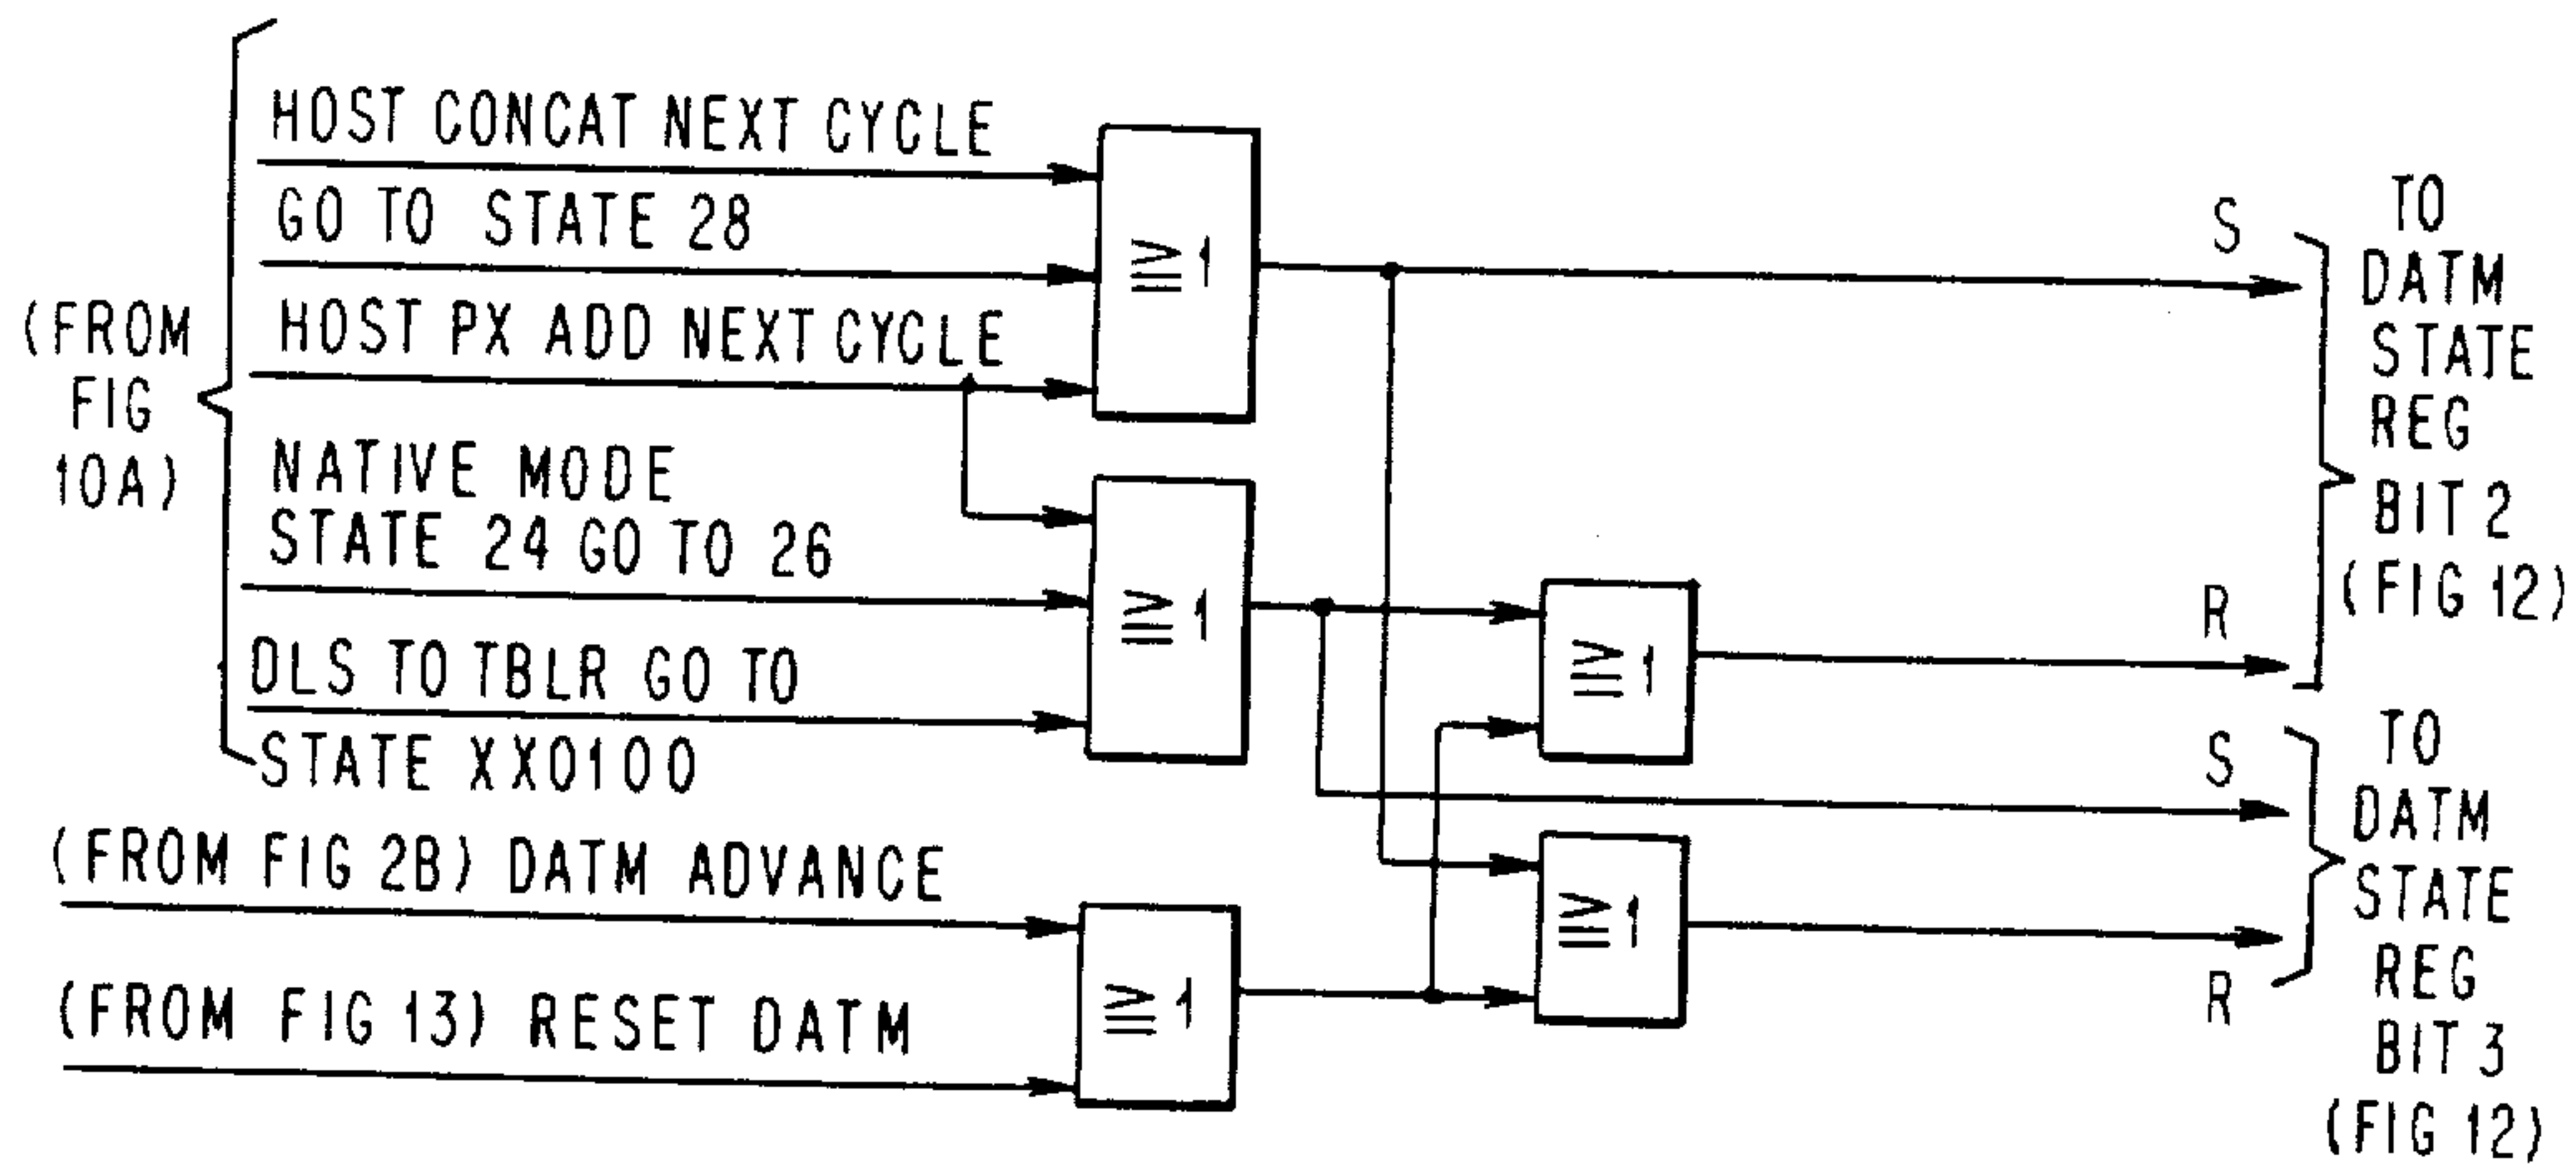 HOST CONCAT NEXT CYCLE
GO TO STATE 28
HOST PX ADD NEXT CYCLE
(FROM
FIG
10A)
NATIVE MODE
STATE 24 GO TO 26
DLS TO TBLR GO TO
STATE XX0100
(FROM FIG 2B) DATM ADVANCE
(FROM FIG 13) RESET DATM
≥1
≥1
≥1
≥1
≥1
S
R
TO
DATM
STATE
REG
BIT 2
(FIG 12)
S
R
TO
DATM
STATE
REG
BIT 3
(FIG 12)